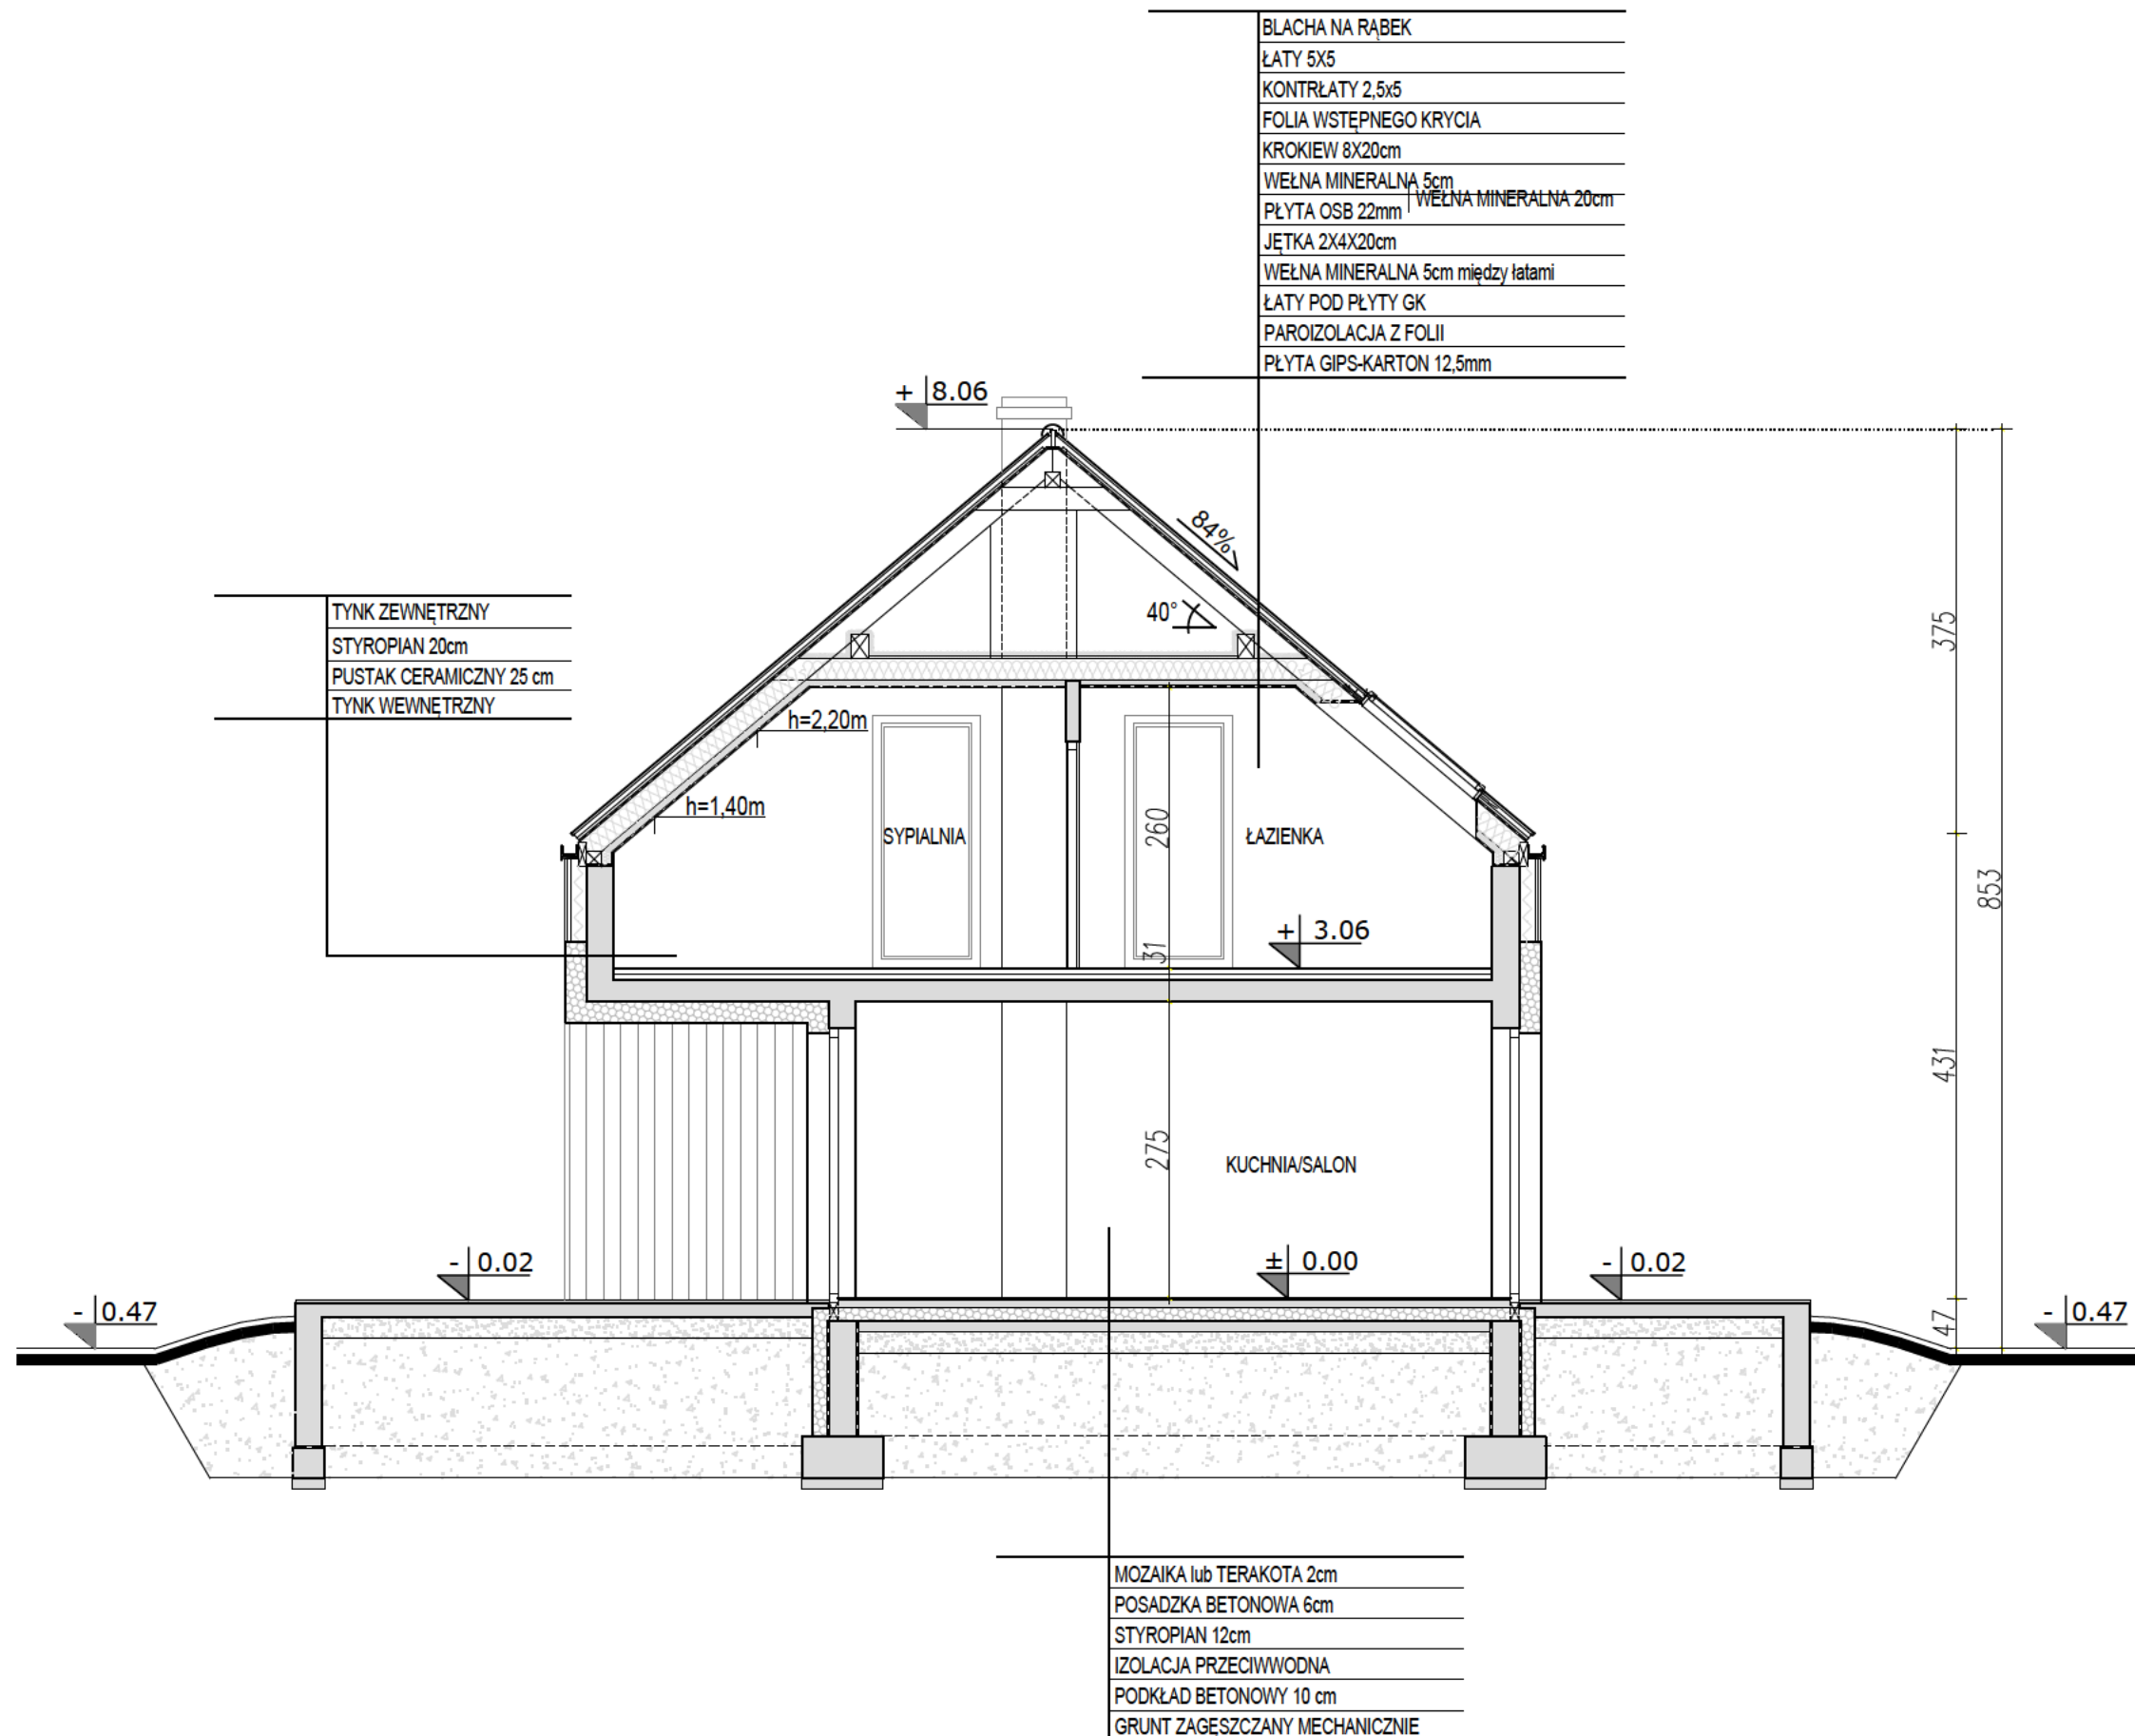 BLACHA NA RĄBEK
ŁATY 5X5
KONTRŁATY 2,5x5
FOLIA WSTĘPNEGO KRYCIA
KROKIEW 8X20cm
WEŁNA MINERALNA 5cm
WEŁNA MINERALNA 20cm
PŁYTA OSB 22mm
JĘTKA 2X4X20cm
WEŁNA MINERALNA 5cm między łatami
ŁATY POD PŁYTY GK
PAROIZOLACJA Z FOLII
PŁYTA GIPS-KARTON 12,5mm
+ 8.06
84%
40°
375
TYNK ZEWNĘTRZNY
STYROPIAN 20cm
PUSTAK CERAMICZNY 25 cm
TYNK WEWNĘTRZNY
h=2,20m
h=1,40m
SYPIALNIA
260
ŁAZIENKA
853
+ 3.06
31
431
275
KUCHNIA/SALON
- 0.02
± 0.00
- 0.02
- 0.47
47
- 0.47
MOZAIKA lub TERAKOTA 2cm
POSADZKA BETONOWA 6cm
STYROPIAN 12cm
IZOLACJA PRZECIWWODNA
PODKŁAD BETONOWY 10 cm
GRUNT ZAGĘSZCZANY MECHANICZNIE